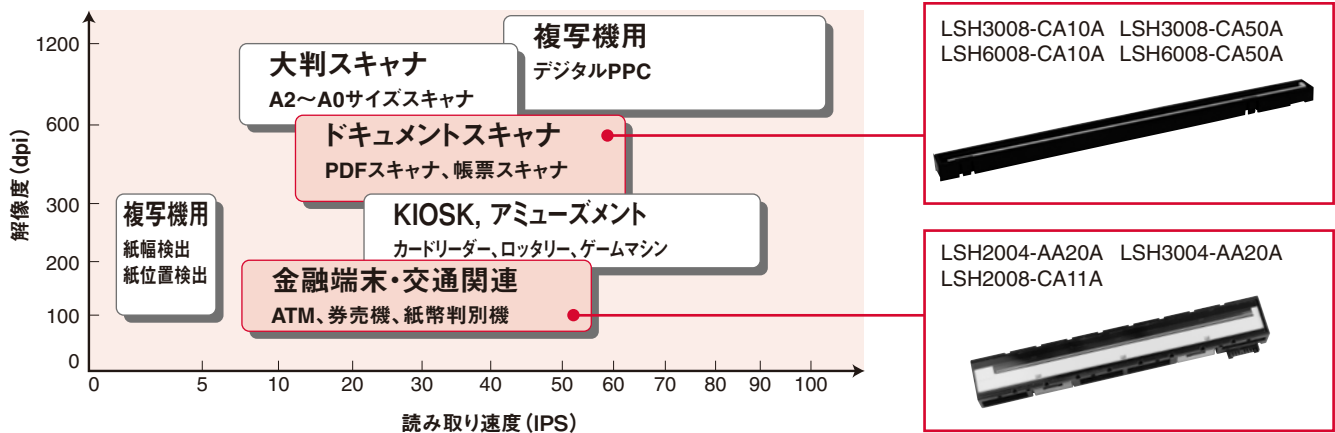 解像度(dpi)
1200
600
300
200
100
0
複写機用
デジタルPPC
大判スキャナ
A2〜A0サイズスキャナ
ドキュメントスキャナ
PDFスキャナ、帳票スキャナ
複写機用
紙幅検出
紙位置検出
KIOSK, アミューズメント
カードリーダー、ロッタリー、ゲームマシン
金融端末・交通関連
ATM、券売機、紙幣判別機
0 5 10 20 30 40 50 60 70 80 90 100
読み取り速度(IPS)
LSH3008-CA10A LSH3008-CA50A
LSH6008-CA10A LSH6008-CA50A
LSH2004-AA20A LSH3004-AA20A
LSH2008-CA11A